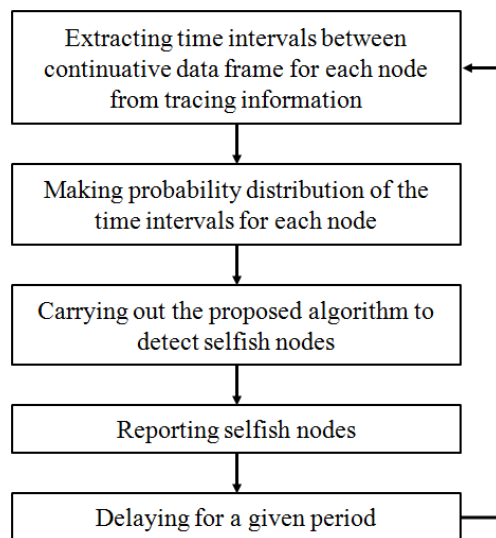 Extracting time intervals between
continuative data frame for each node
from tracing information
Making probability distribution of the
time intervals for each node
Carrying out the proposed algorithm to
detect selfish nodes
Reporting selfish nodes
Delaying for a given period